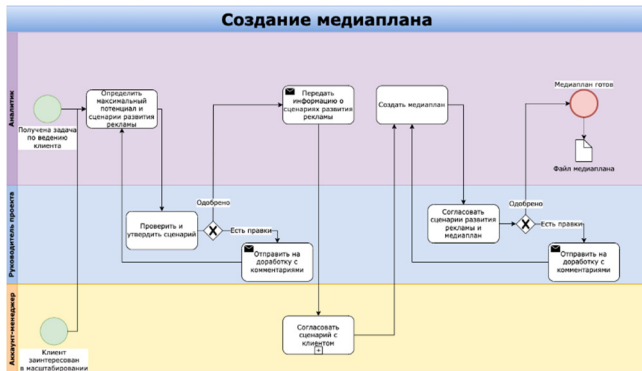 Создание медиаплана
Аналитик
Получена задача
по ведению
клиента
Определить
максимальный
потенциал и
сценарии развития
рекламы
Передать
информацию о
сценариях развития
рекламы
Создать медиаплан
Медиаплан готов
Файл медиаплана
Руководитель проекта
Проверить и
утвердить сценарий
Одобрено
Есть правки
Отправить на
доработку с
комментариями
Согласовать
сценарии развития
рекламы и
медиаплан
Одобрено
Есть правки
Отправить на
доработку с
комментариями
Аккаунт-менеджер
Клиент
заинтересован
в масштабировании
Согласовать
сценарий с
клиентом